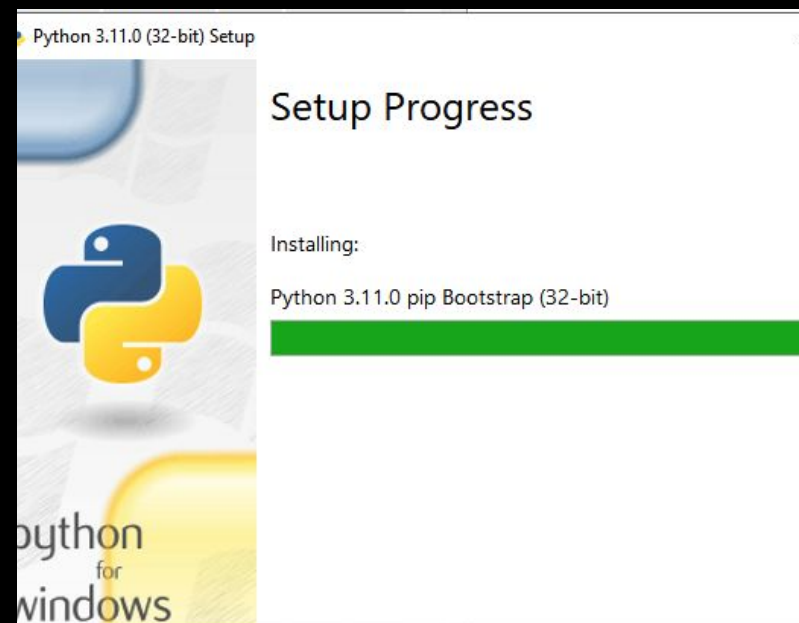 Python 3.11.0 (32-bit) Setup
Setup Progress
Installing:
Python 3.11.0 pip Bootstrap (32-bit)
python
for
windows